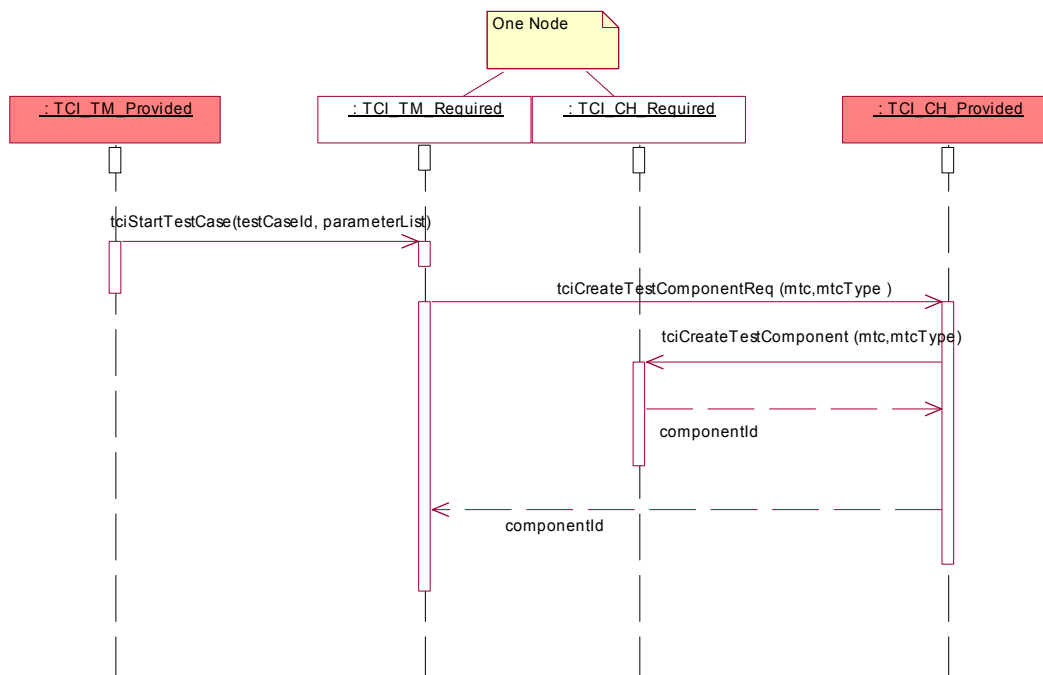 One Node
: TCI_TM_Provided
: TCI_TM_Required
: TCI_CH_Required
: TCI_CH_Provided
tciStartTestCase(testCaseId, parameterList)
tciCreateTestComponentReq (mtc,mtcType )
tciCreateTestComponent (mtc,mtcType)
componentId
componentId